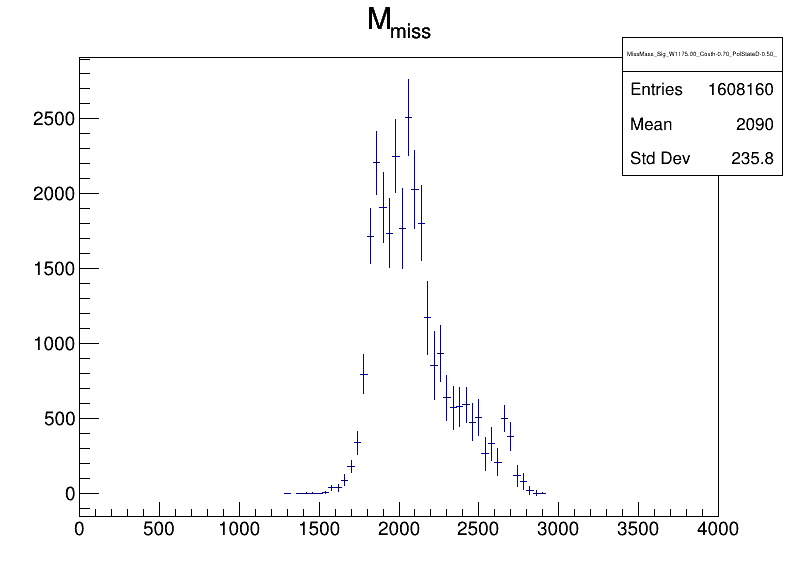 M_miss
MissMass_Sig_W1175.00_Costh-0.70_PolStateD-0.50_
Entries 1608160
Mean 2090
Std Dev 235.8
2500
2000
1500
1000
500
0
0 500 1000 1500 2000 2500 3000 3500 4000